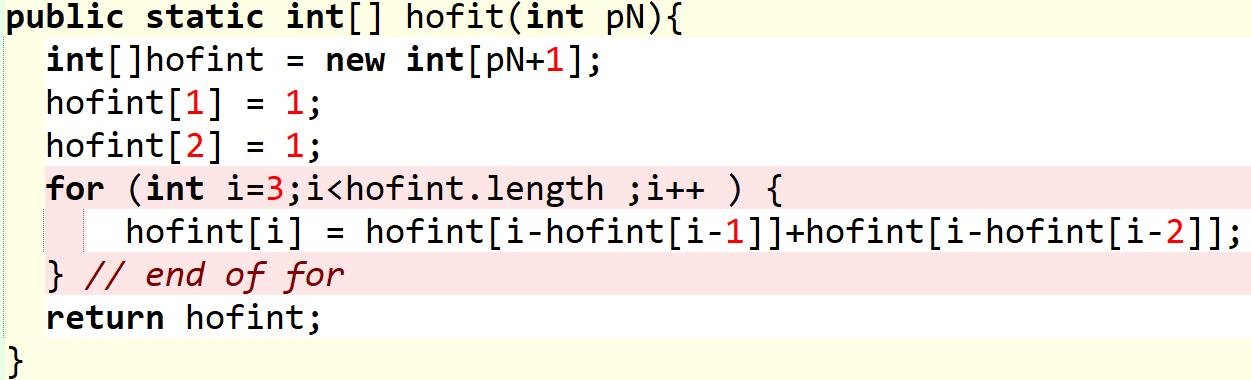 public static int[] hofit(int pN){
int[]hofint = new int[pN+1];
hofint[1] = 1;
hofint[2] = 1;
for (int i=3;i<hofint.length ;i++ ) {
hofint[i] = hofint[i-hofint[i-1]]+hofint[i-hofint[i-2]];
} // end of for
return hofint;
}